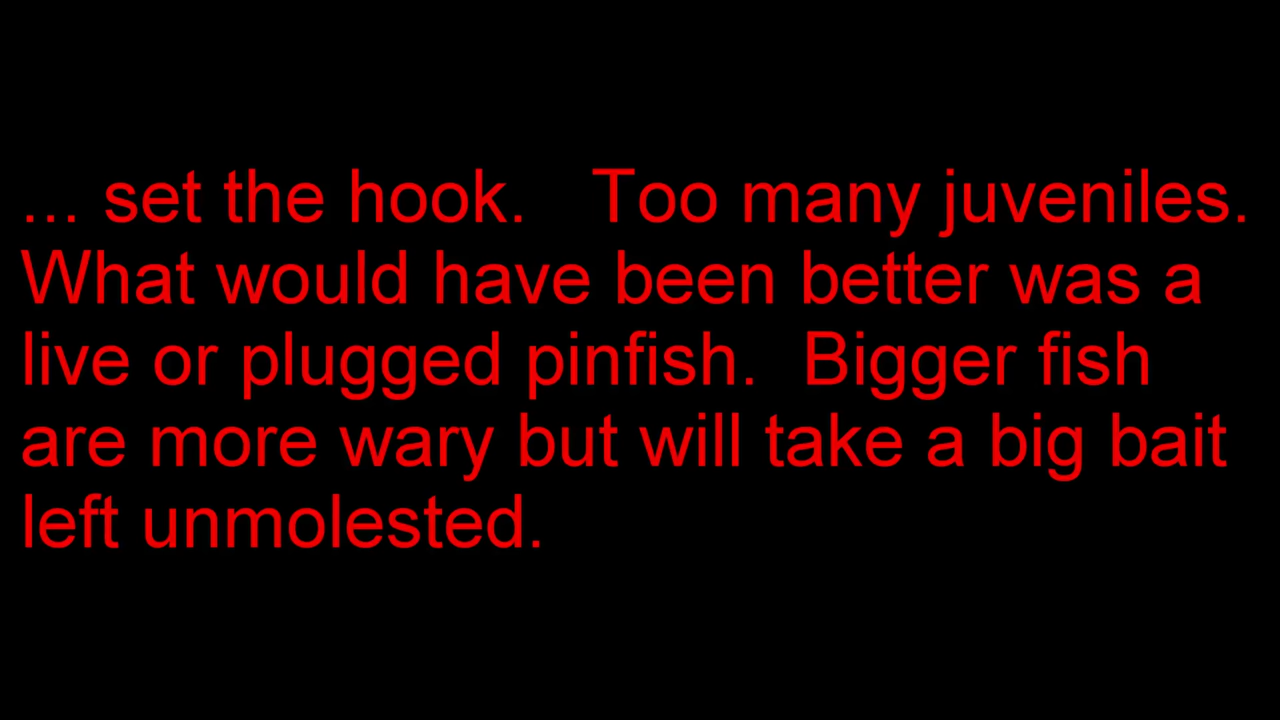 ... set the hook.   Too many juveniles.
What would have been better was a
live or plugged pinfish.  Bigger fish
are more wary but will take a big bait
left unmolested.